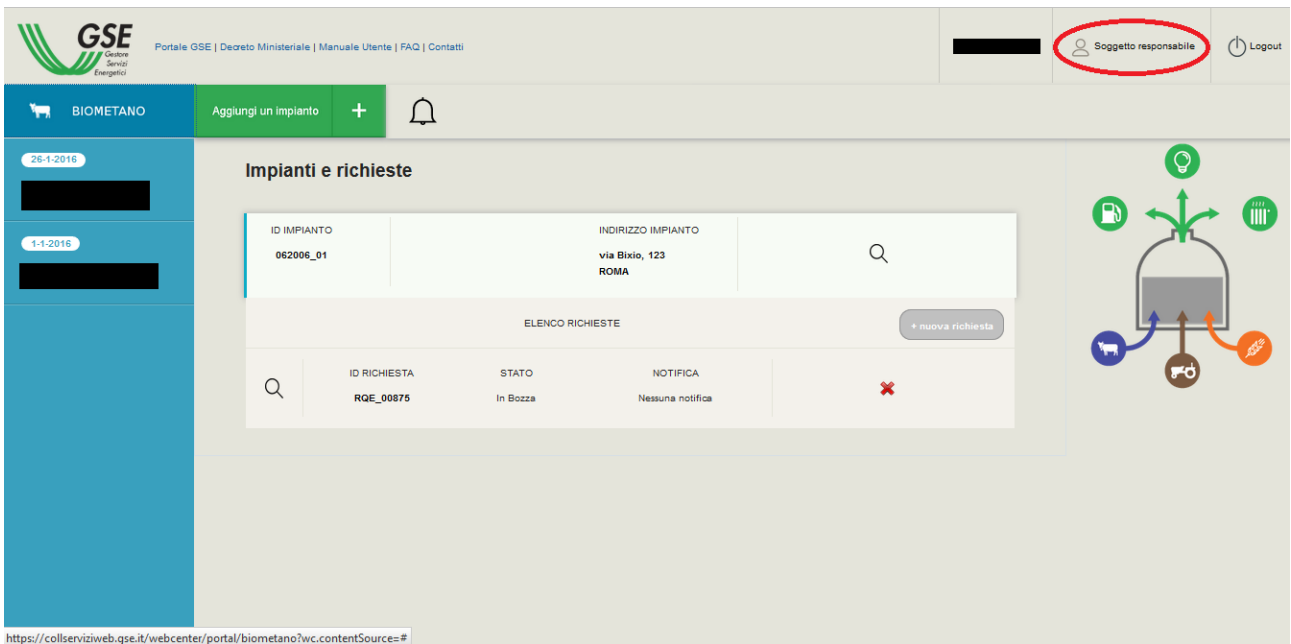 GSE
Gestore
Servizi
Energetici
Portale GSE | Decreto Ministeriale | Manuale Utente | FAQ | Contatti
Soggetto responsabile
Logout
BIOMETANO
Aggiungi un impianto +
26-1-2016
1-1-2016
Impianti e richieste
ID IMPIANTO
062006_01
INDIRIZZO IMPIANTO
via Bixio, 123
ROMA
ELENCO RICHIESTE
+ nuova richiesta
ID RICHIESTA
RQE_00875
STATO
In Bozza
NOTIFICA
Nessuna notifica
https://collserviziweb.gse.it/webcenter/portal/biometano?wc.contentSource=#